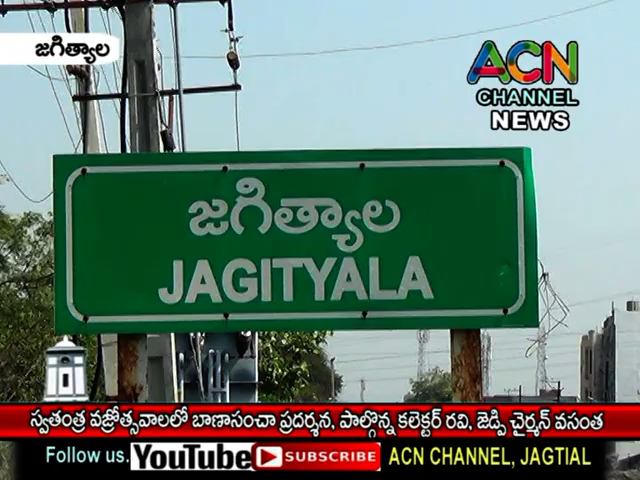 జగిత్యాల
ACN
CHANNEL
NEWS
జగిత్యాల
JAGITYALA
స్వతంత్ర వజ్రోత్సవాలలో బాణాసంచా ప్రదర్శన, పాల్గొన్న కలెక్టర్ రవి, జెడ్పి చైర్మన్ వసంత
Follow us. YouTube SUBSCRIBE ACN CHANNEL, JAGTIAL